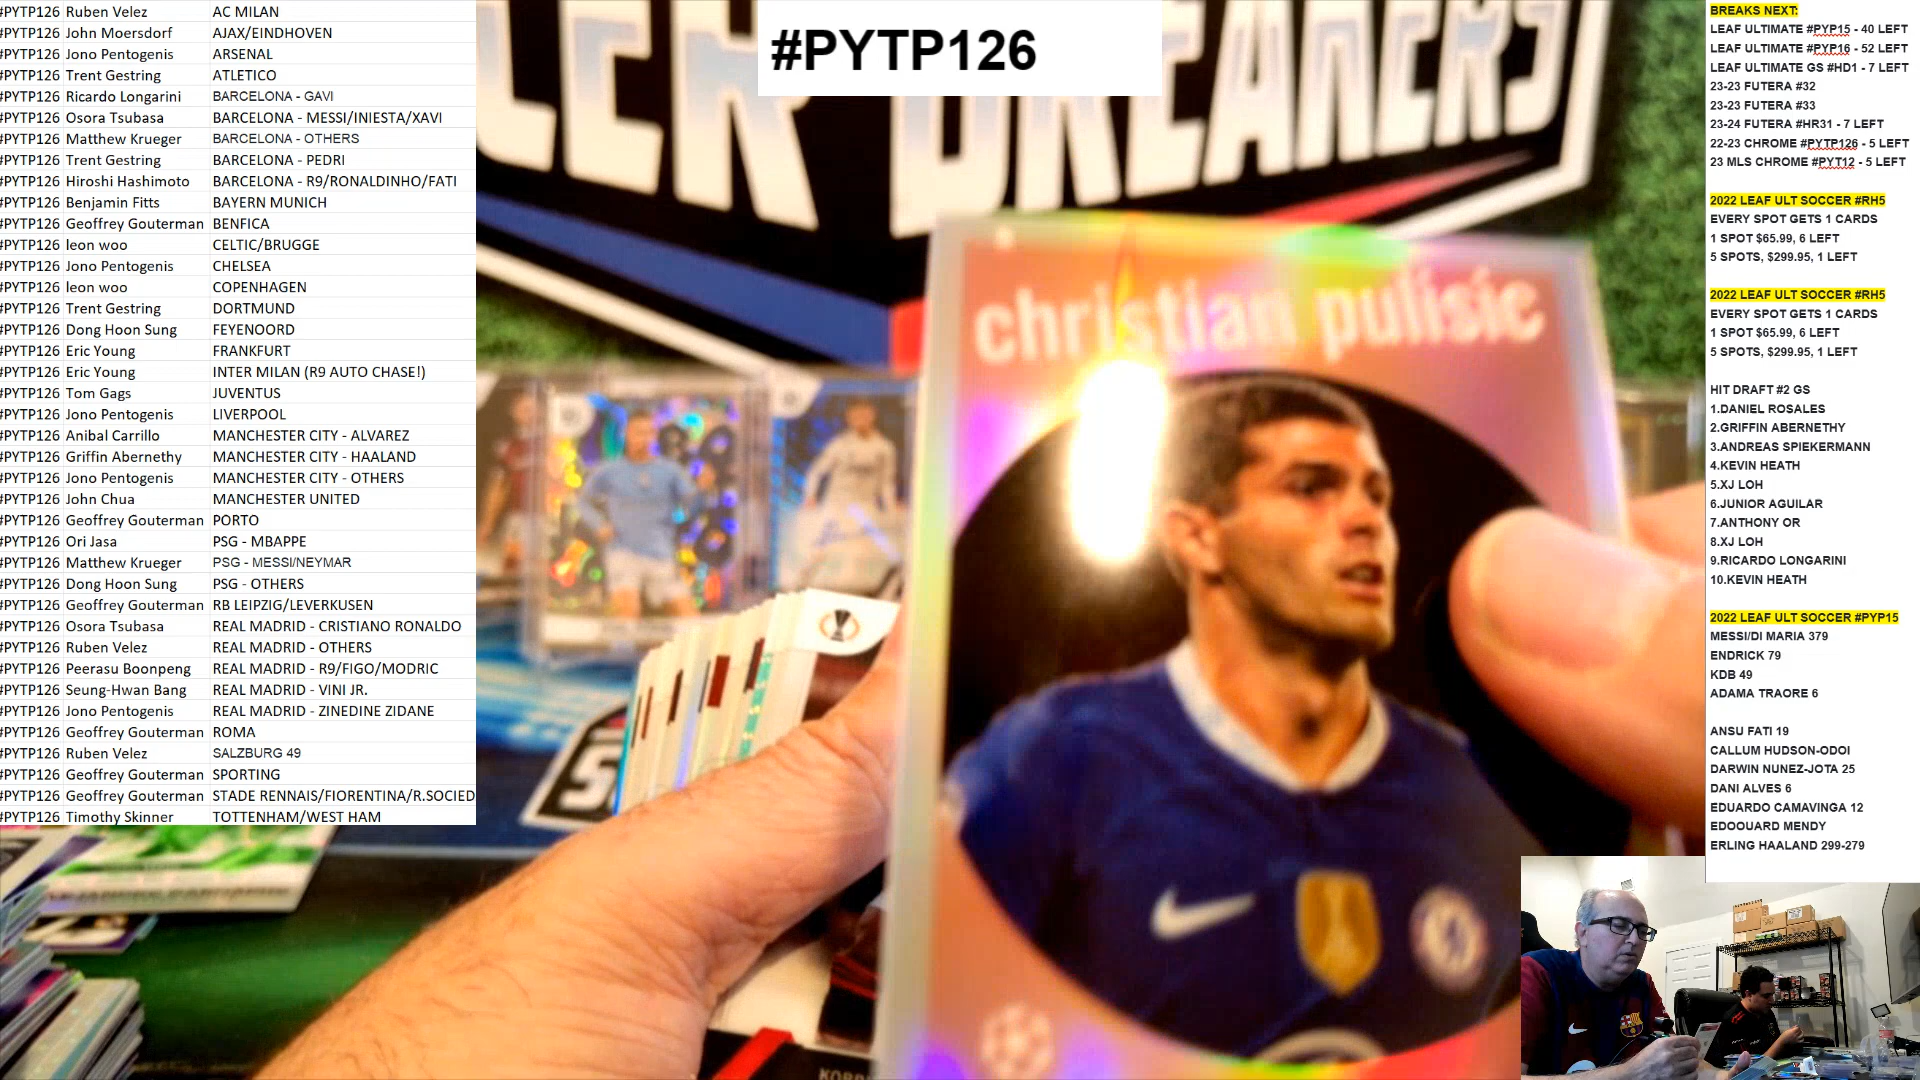 #PYTP126 Ruben Velez AC MILAN
#PYTP126 John Moersdorf AJAX/EINDHOVEN
#PYTP126 Jono Pentogenis ARSENAL
#PYTP126 Trent Gestring ATLETICO
#PYTP126 Ricardo Longarini BARCELONA - GAVI
#PYTP126 Osora Tsubasa BARCELONA - MESSI/INIESTA/XAVI
#PYTP126 Matthew Krueger BARCELONA - OTHERS
#PYTP126 Trent Gestring BARCELONA - PEDRI
#PYTP126 Hiroshi Hashimoto BARCELONA - R9/RONALDINHO/FATI
#PYTP126 Benjamin Fitts BAYERN MUNICH
#PYTP126 Geoffrey Gouterman BENFICA
#PYTP126 leon woo CELTIC/BRUGGE
#PYTP126 Jono Pentogenis CHELSEA
#PYTP126 leon woo COPENHAGEN
#PYTP126 Trent Gestring DORTMUND
#PYTP126 Dong Hoon Sung FEYENOORD
#PYTP126 Eric Young FRANKFURT
#PYTP126 Eric Young INTER MILAN (R9 AUTO CHASE!)
#PYTP126 Tom Gags JUVENTUS
#PYTP126 Jono Pentogenis LIVERPOOL
#PYTP126 Anibal Carrillo MANCHESTER CITY - ALVAREZ
#PYTP126 Griffin Abernethy MANCHESTER CITY - HAALAND
#PYTP126 Jono Pentogenis MANCHESTER CITY - OTHERS
#PYTP126 John Chua MANCHESTER UNITED
#PYTP126 Geoffrey Gouterman PORTO
#PYTP126 Ori Jasa PSG - MBAPPE
#PYTP126 Matthew Krueger PSG - MESSI/NEYMAR
#PYTP126 Dong Hoon Sung PSG - OTHERS
#PYTP126 Geoffrey Gouterman RB LEIPZIG/LEVERKUSEN
#PYTP126 Osora Tsubasa REAL MADRID - CRISTIANO RONALDO
#PYTP126 Ruben Velez REAL MADRID - OTHERS
#PYTP126 Peerasu Boonpeng REAL MADRID - R9/FIGO/MODRIC
#PYTP126 Seung-Hwan Bang REAL MADRID - VINI JR.
#PYTP126 Jono Pentogenis REAL MADRID - ZINEDINE ZIDANE
#PYTP126 Geoffrey Gouterman ROMA
#PYTP126 Ruben Velez SALZBURG 49
#PYTP126 Geoffrey Gouterman SPORTING
#PYTP126 Geoffrey Gouterman STADE RENNAIS/FIORENTINA/R.SOCIED
#PYTP126 Timothy Skinner TOTTENHAM/WEST HAM
#PYTP126
CER BREAKERS
christian pulisic
BREAKS NEXT:
LEAF ULTIMATE #PYP15 - 40 LEFT
LEAF ULTIMATE #PYP16 - 52 LEFT
LEAF ULTIMATE GS #HD1 - 7 LEFT
23-23 FUTERA #32
23-23 FUTERA #33
23-24 FUTERA #HR31 - 7 LEFT
22-23 CHROME #PYTP126 - 5 LEFT
23 MLS CHROME #PYT12 - 5 LEFT
2022 LEAF ULT SOCCER #RH5
EVERY SPOT GETS 1 CARDS
1 SPOT $65.99, 6 LEFT
5 SPOTS, $299.95, 1 LEFT
2022 LEAF ULT SOCCER #RH5
EVERY SPOT GETS 1 CARDS
1 SPOT $65.99, 6 LEFT
5 SPOTS, $299.95, 1 LEFT
HIT DRAFT #2 GS
1.DANIEL ROSALES
2.GRIFFIN ABERNETHY
3.ANDREAS SPIEKERMANN
4.KEVIN HEATH
5.XJ LOH
6.JUNIOR AGUILAR
7.ANTHONY OR
8.XJ LOH
9.RICARDO LONGARINI
10.KEVIN HEATH
2022 LEAF ULT SOCCER #PYP15
MESSI/DI MARIA 379
ENDRICK 79
KDB 49
ADAMA TRAORE 6
ANSU FATI 19
CALLUM HUDSON-ODOI
DARWIN NUNEZ-JOTA 25
DANI ALVES 6
EDUARDO CAMAVINGA 12
EDOOUARD MENDY
ERLING HAALAND 299-279